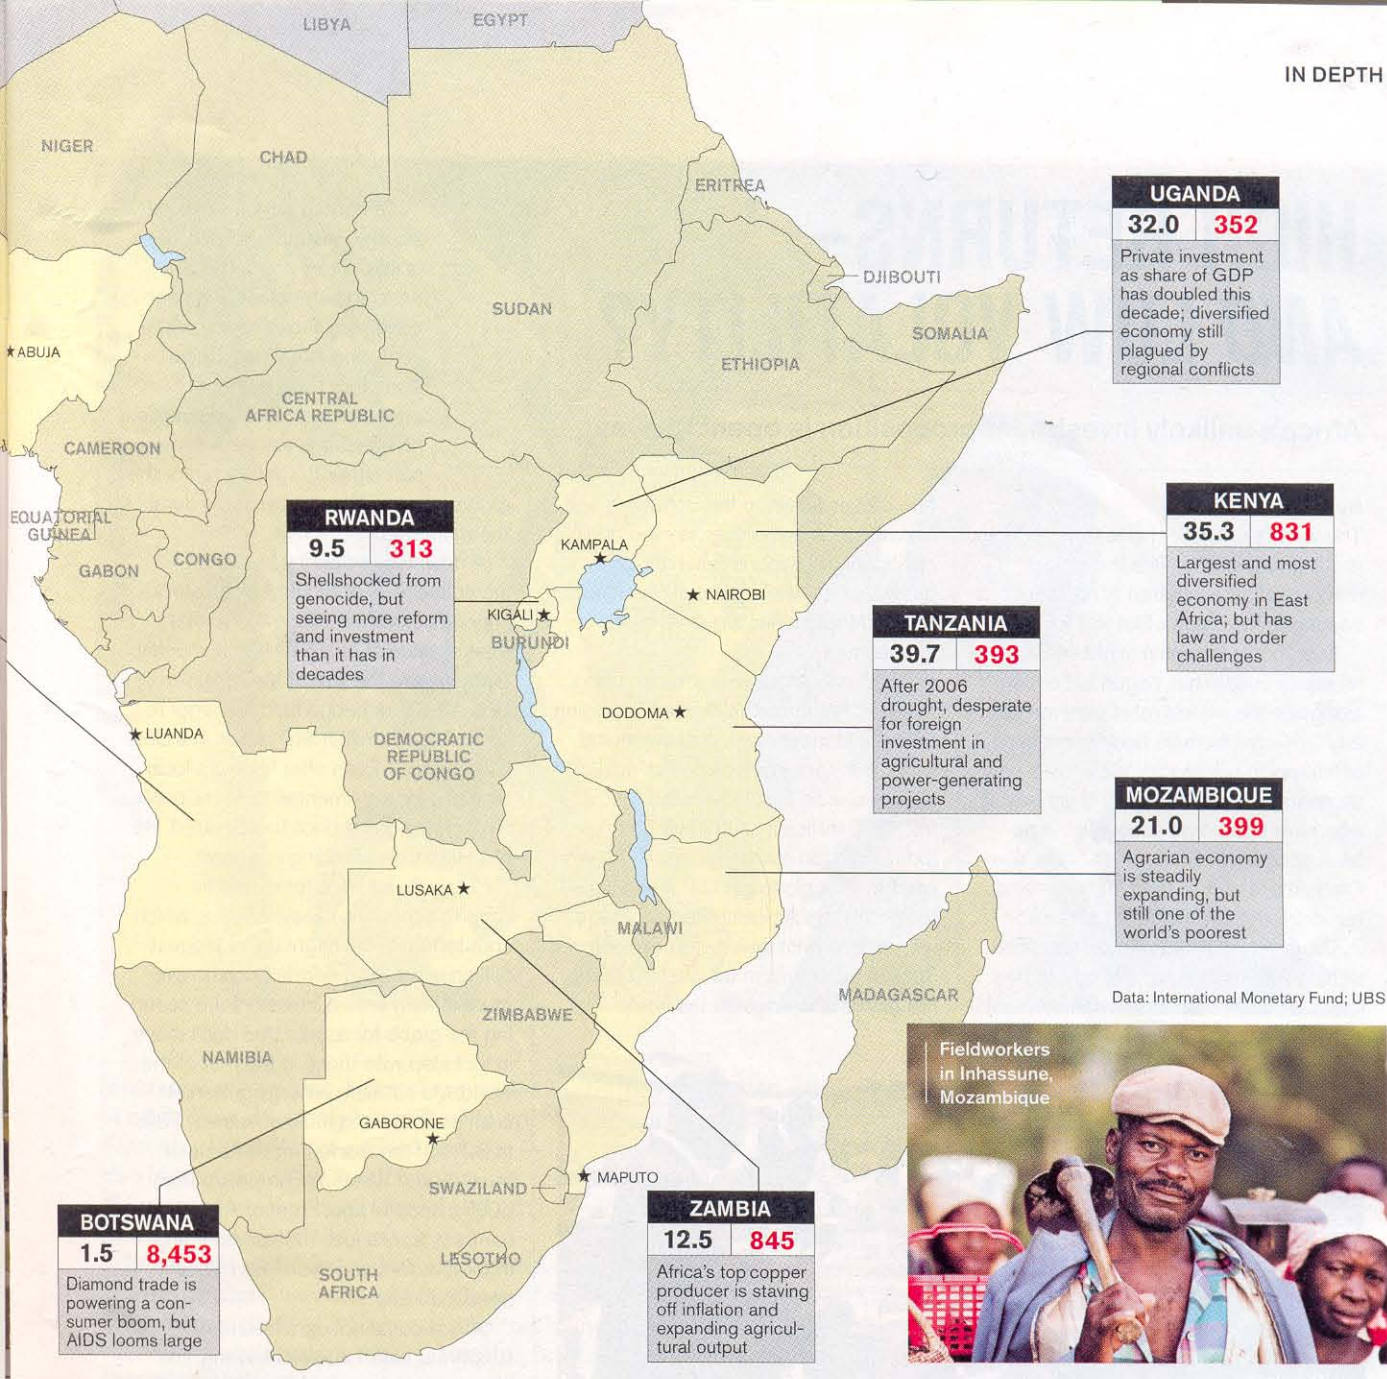 LIBYA
EGYPT
IN DEPTH
NIGER
CHAD
ERITREA
UGANDA
32.0 352
Private investment
as share of GDP
has doubled this
decade; diversified
economy still
plagued by
regional conflicts
DJIBOUTI
SUDAN
SOMALIA
ABUJA
ETHIOPIA
CENTRAL
AFRICA REPUBLIC
CAMEROON
KENYA
35.3 831
Largest and most
diversified
economy in East
Africa; but has
law and order
challenges
EQUATORIAL
GUINEA
RWANDA
9.5 313
Shellshocked from
genocide, but
seeing more reform
and investment
than it has in
decades
KAMPALA
CONGO
GABON
NAIROBI
KIGALI
BURUNDI
TANZANIA
39.7 393
After 2006
drought, desperate
for foreign
investment in
agricultural and
power-generating
projects
DODOMA
LUANDA
DEMOCRATIC
REPUBLIC
OF CONGO
MOZAMBIQUE
21.0 399
Agrarian economy
is steadily
expanding, but
still one of the
world's poorest
LUSAKA
MALAWI
MADAGASCAR
Data: International Monetary Fund; UBS
ZIMBABWE
NAMIBIA
Fieldworkers
in Inhassune,
Mozambique
GABORONE
MAPUTO
SWAZILAND
BOTSWANA
1.5 8,453
Diamond trade is
powering a con-
sumer boom, but
AIDS looms large
ZAMBIA
12.5 845
Africa's top copper
producer is staving
off inflation and
expanding agricul-
tural output
LESOTHO
SOUTH
AFRICA